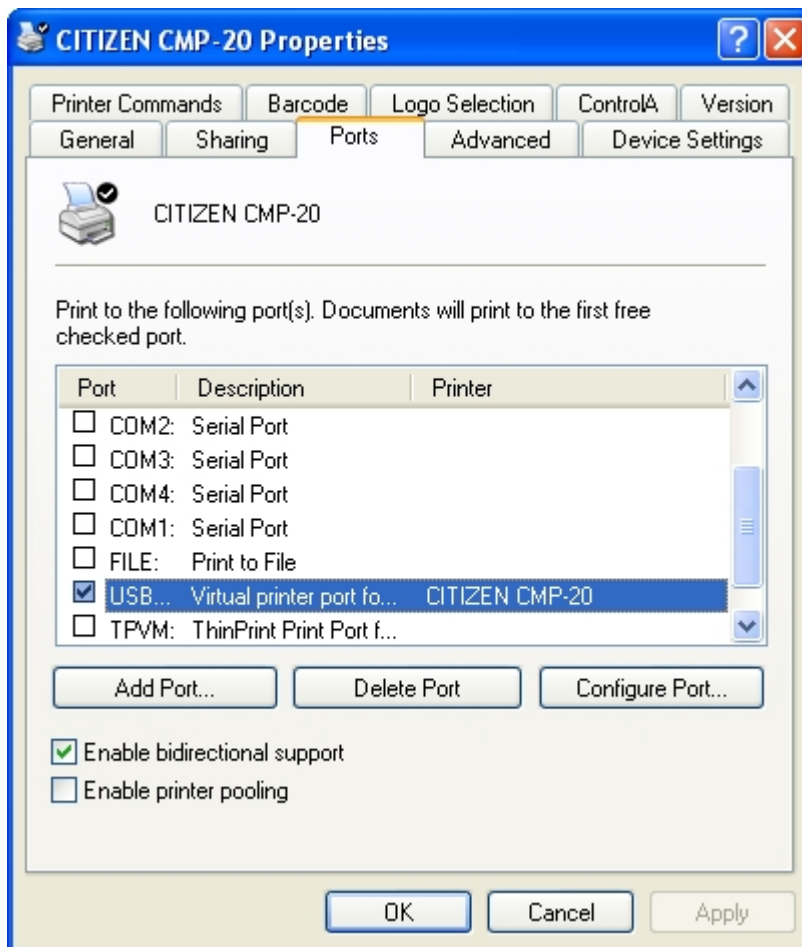 CITIZEN CMP-20 Properties
Printer Commands Barcode Logo Selection ControlA Version
General Sharing Ports Advanced Device Settings
CITIZEN CMP-20
Print to the following port(s). Documents will print to the first free
checked port.
Port Description Printer
COM2: Serial Port
COM3: Serial Port
COM4: Serial Port
COM1: Serial Port
FILE: Print to File
USB... Virtual printer port fo... CITIZEN CMP-20
TPVM: ThinPrint Print Port f...
Add Port... Delete Port Configure Port...
Enable bidirectional support
Enable printer pooling
OK Cancel Apply